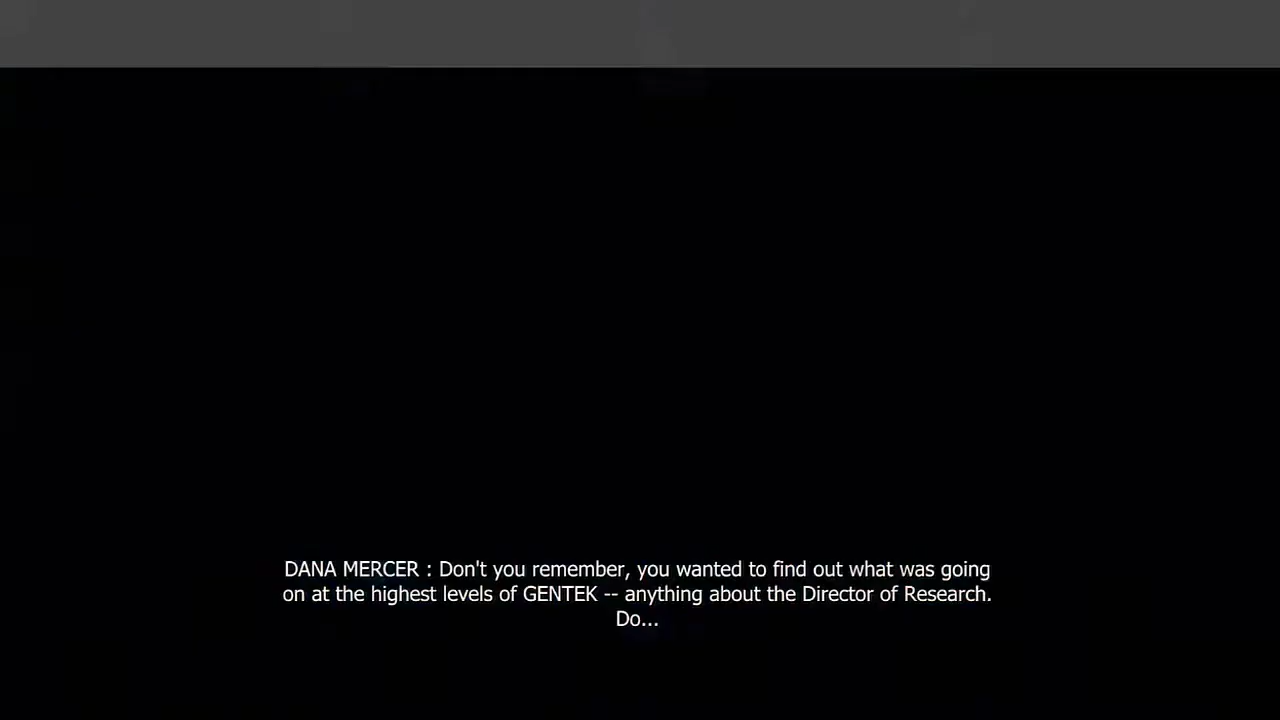 DANA MERCER : Don't you remember, you wanted to find out what was going
on at the highest levels of GENTEK -- anything about the Director of Research.
Do...